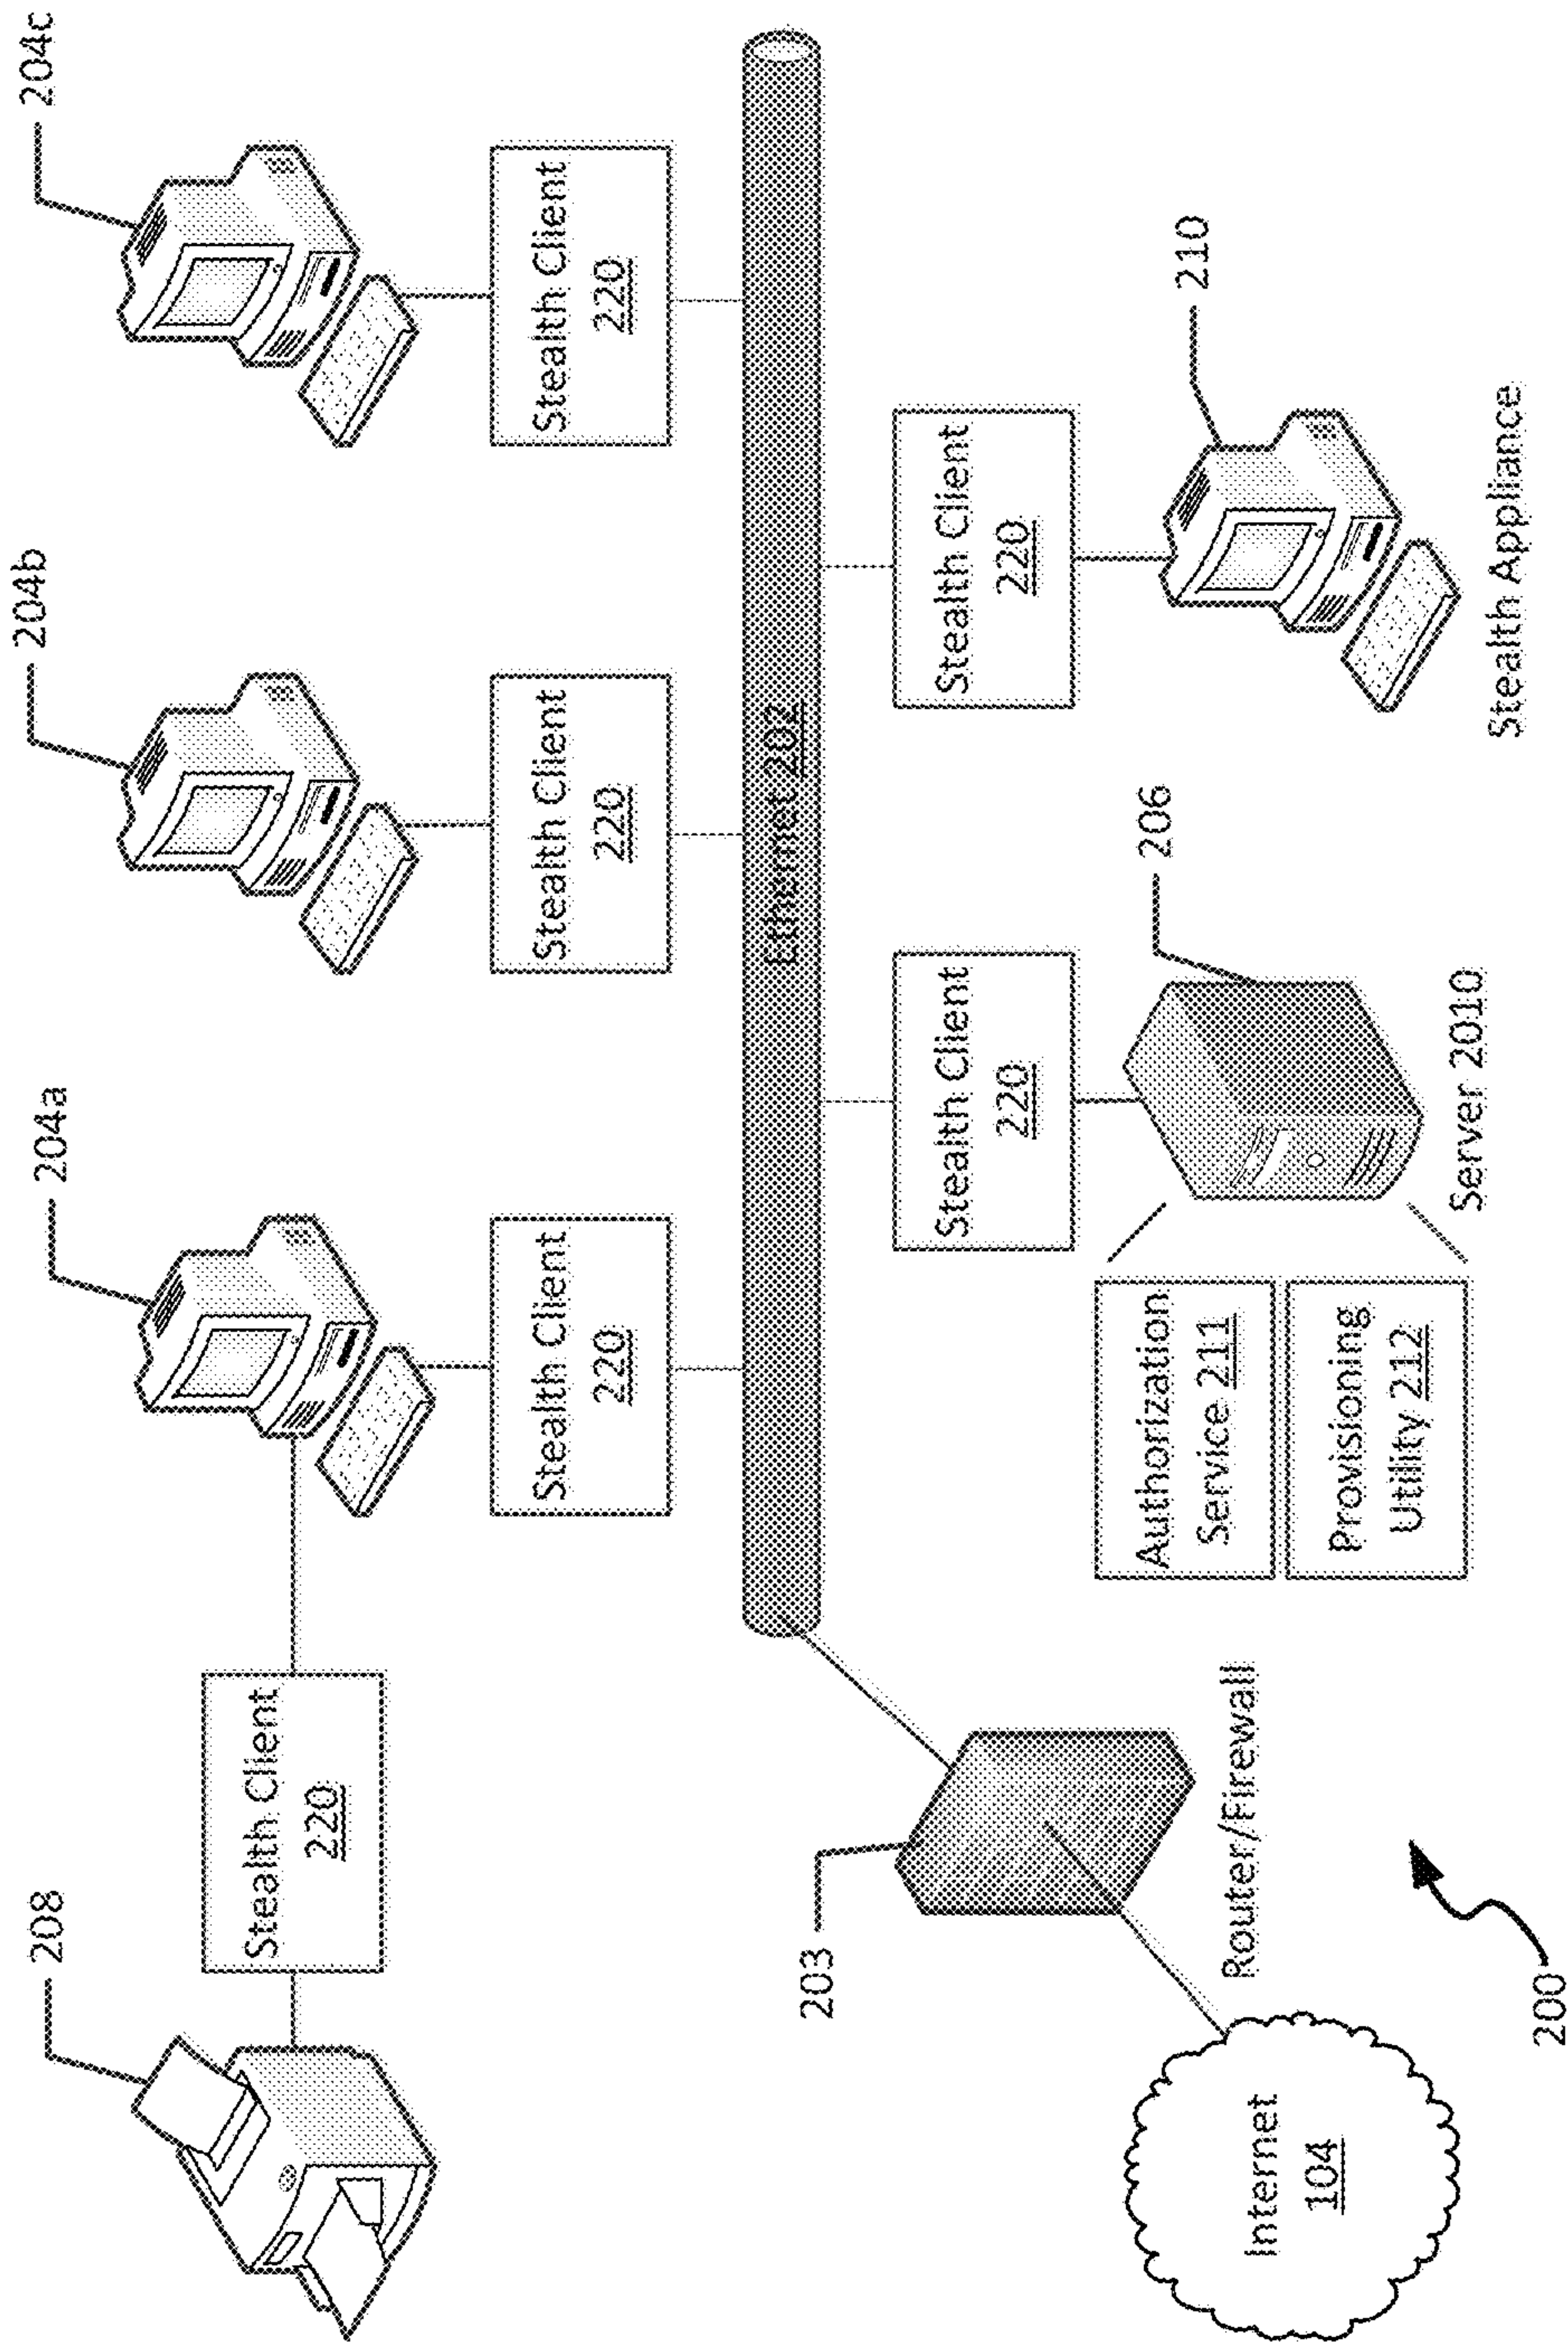 208
204a
204b
204c
Stealth Client
220
Stealth Client
220
Stealth Client
220
Stealth Client
220
Ethernet 202
203
Router/Firewall
Stealth Client
220
Stealth Client
220
206
210
Authorization
Service 211
Provisioning
Utility 212
Server 2010
Stealth Appliance
Internet
104
200